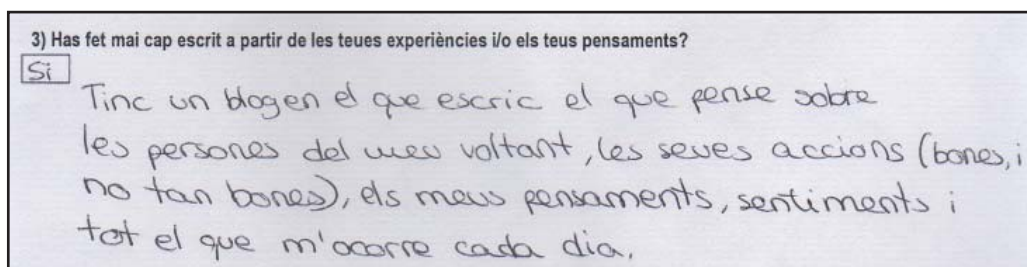 3) Has fet mai cap escrit a partir de les teues experiències i/o els teus pensaments?
Si
Tinc un blog en el que escric el que pense sobre
les persones del meu voltant, les seves accions (bones, i
no tan bones), els meus pensaments, sentiments i
tot el que m'ocorre cada dia.